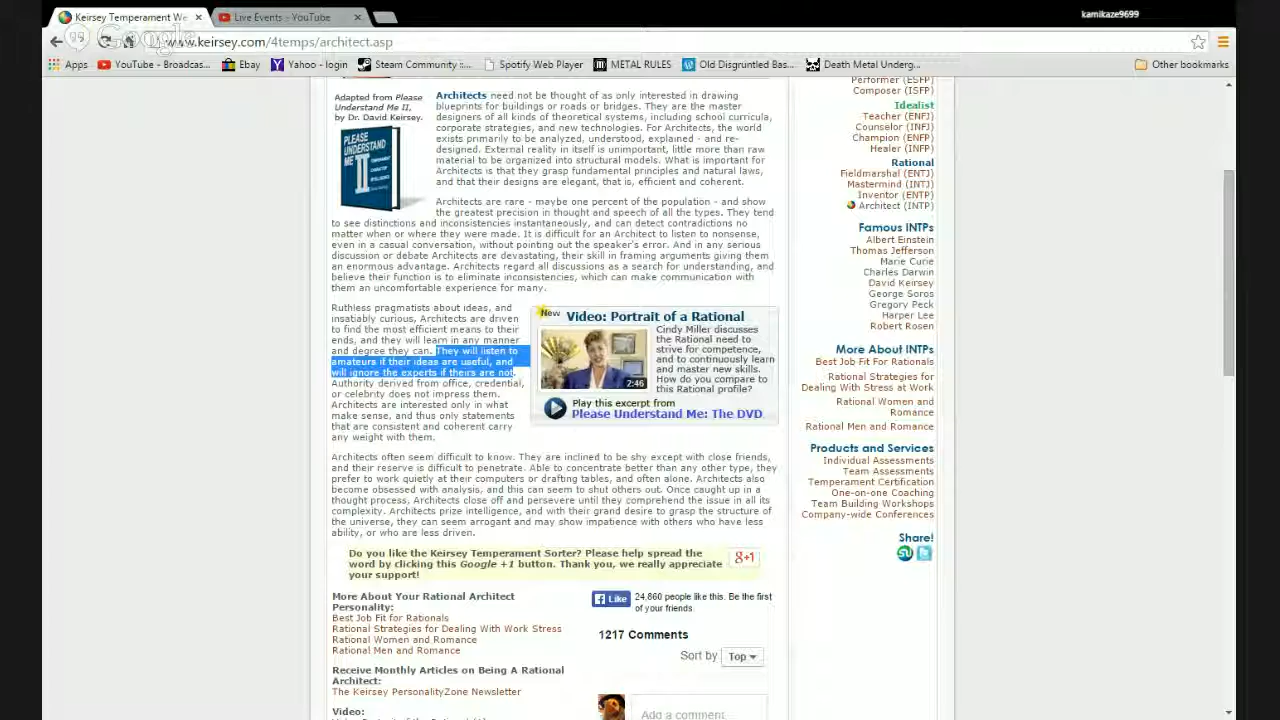 Keirsey Temperament We
Live Events - YouTube
kamikaze9699
Google
www.keirsey.com/4temps/architect.asp
Apps
YouTube - Broadcas...
Ebay
Yahoo - login
Steam Community :...
Spotify Web Player
METAL RULES
Old Disgruntled Bas...
Death Metal Underg...
Other bookmarks
Adapted from Please
Understand Me II,
by Dr. David Keirsey.
PLEASE
UNDERSTAND
ME
II
Architects need not be thought of as only interested in drawing
blueprints for buildings or roads or bridges. They are the master
designers of all kinds of theoretical systems, including school curricula,
corporate strategies, and new technologies. For Architects, the world
exists primarily to be analyzed, understood, explained - and re-
designed. External reality in itself is unimportant, little more than raw
material to be organized into structural models. What is important for
Architects is that they grasp fundamental principles and natural laws,
and that their designs are elegant, that is, efficient and coherent.
Architects are rare - maybe one percent of the population - and show
the greatest precision in thought and speech of all the types. They tend
to see distinctions and inconsistencies instantaneously, and can detect contradictions no
matter when or where they were made. It is difficult for an Architect to listen to nonsense,
even in a casual conversation, without pointing out the speaker's error. And in any serious
discussion or debate Architects are devastating, their skill in framing arguments giving them
an enormous advantage. Architects regard all discussions as a search for understanding, and
believe their function is to eliminate inconsistencies, which can make communication with
them an uncomfortable experience for many.
Ruthless pragmatists about ideas, and
insatiably curious, Architects are driven
to find the most efficient means to their
ends, and they will learn in any manner
and degree they can. They will listen to
amateurs if their ideas are useful, and
will ignore the experts if theirs are not.
Authority derived from office, credential,
or celebrity does not impress them.
Architects are interested only in what
make sense, and thus only statements
that are consistent and coherent carry
any weight with them.
New Video: Portrait of a Rational
Cindy Miller discusses
the Rational need to
strive for competence,
and to continuously learn
and master new skills.
How do you compare to
this Rational profile?
2:46
Play this excerpt from
Please Understand Me: The DVD
Architects often seem difficult to know. They are inclined to be shy except with close friends,
and their reserve is difficult to penetrate. Able to concentrate better than any other type, they
prefer to work quietly at their computers or drafting tables, and often alone. Architects also
become obsessed with analysis, and this can seem to shut others out. Once caught up in a
thought process, Architects close off and persevere until they comprehend the issue in all its
complexity. Architects prize intelligence, and with their grand desire to grasp the structure of
the universe, they can seem arrogant and may show impatience with others who have less
ability, or who are less driven.
Do you like the Keirsey Temperament Sorter? Please help spread the
word by clicking this Google +1 button. Thank you, we really appreciate
your support!
g+1
More About Your Rational Architect
Personality:
Best Job Fit for Rationals
Rational Strategies for Dealing With Work Stress
Rational Women and Romance
Rational Men and Romance
Receive Monthly Articles on Being A Rational
Architect:
The Keirsey PersonalityZone Newsletter
Video:
Like
24,860 people like this. Be the first
of your friends.
1217 Comments
Sort by Top
Add a comment...
Performer (ESFP)
Composer (ISFP)
Idealist
Teacher (ENFJ)
Counselor (INFJ)
Champion (ENFP)
Healer (INFP)
Rational
Fieldmarshal (ENTJ)
Mastermind (INTJ)
Inventor (ENTP)
Architect (INTP)
Famous INTPs
Albert Einstein
Thomas Jefferson
Marie Curie
Charles Darwin
David Keirsey
George Soros
Gregory Peck
Harper Lee
Robert Rosen
More About INTPs
Best Job Fit For Rationals
Rational Strategies for
Dealing With Stress at Work
Rational Women and
Romance
Rational Men and Romance
Products and Services
Individual Assessments
Team Assessments
Temperament Certification
One-on-one Coaching
Team Building Workshops
Company-wide Conferences
Share!